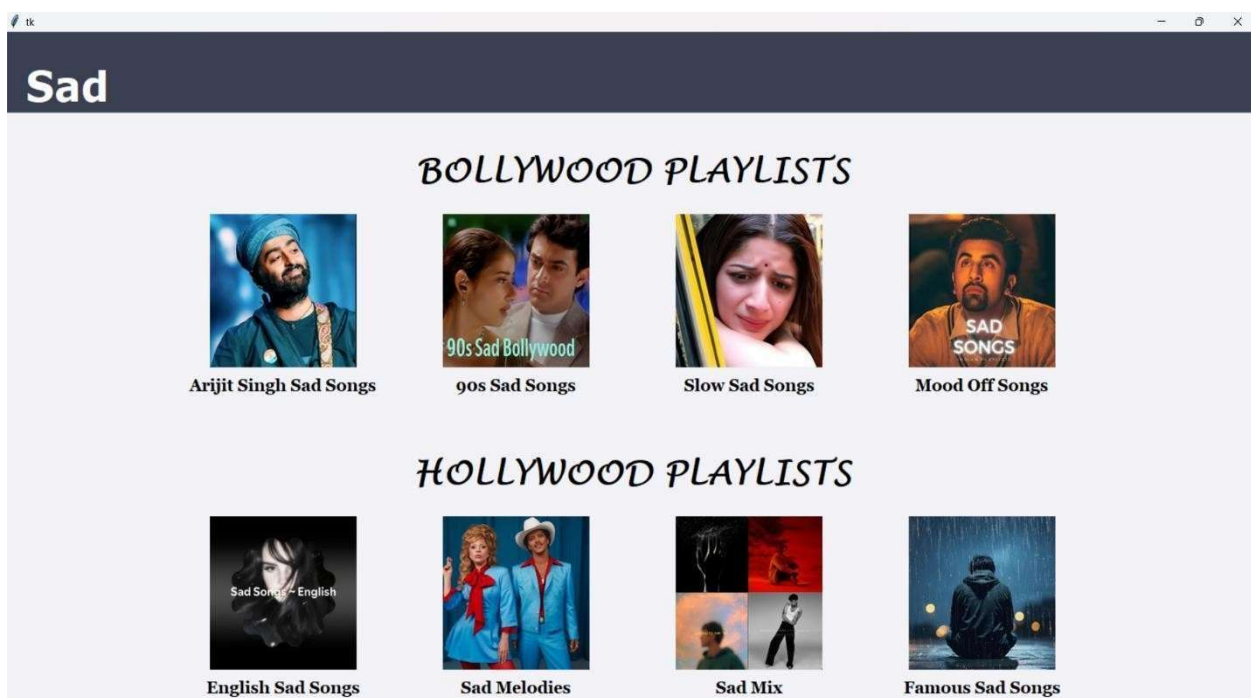 tk
Sad
BOLLYWOOD PLAYLISTS
90s Sad Bollywood
SAD
SONGS
Arijit Singh Sad Songs
90s Sad Songs
Slow Sad Songs
Mood Off Songs
HOLLYWOOD PLAYLISTS
Sad Songs ~ English
English Sad Songs
Sad Melodies
Sad Mix
Famous Sad Songs